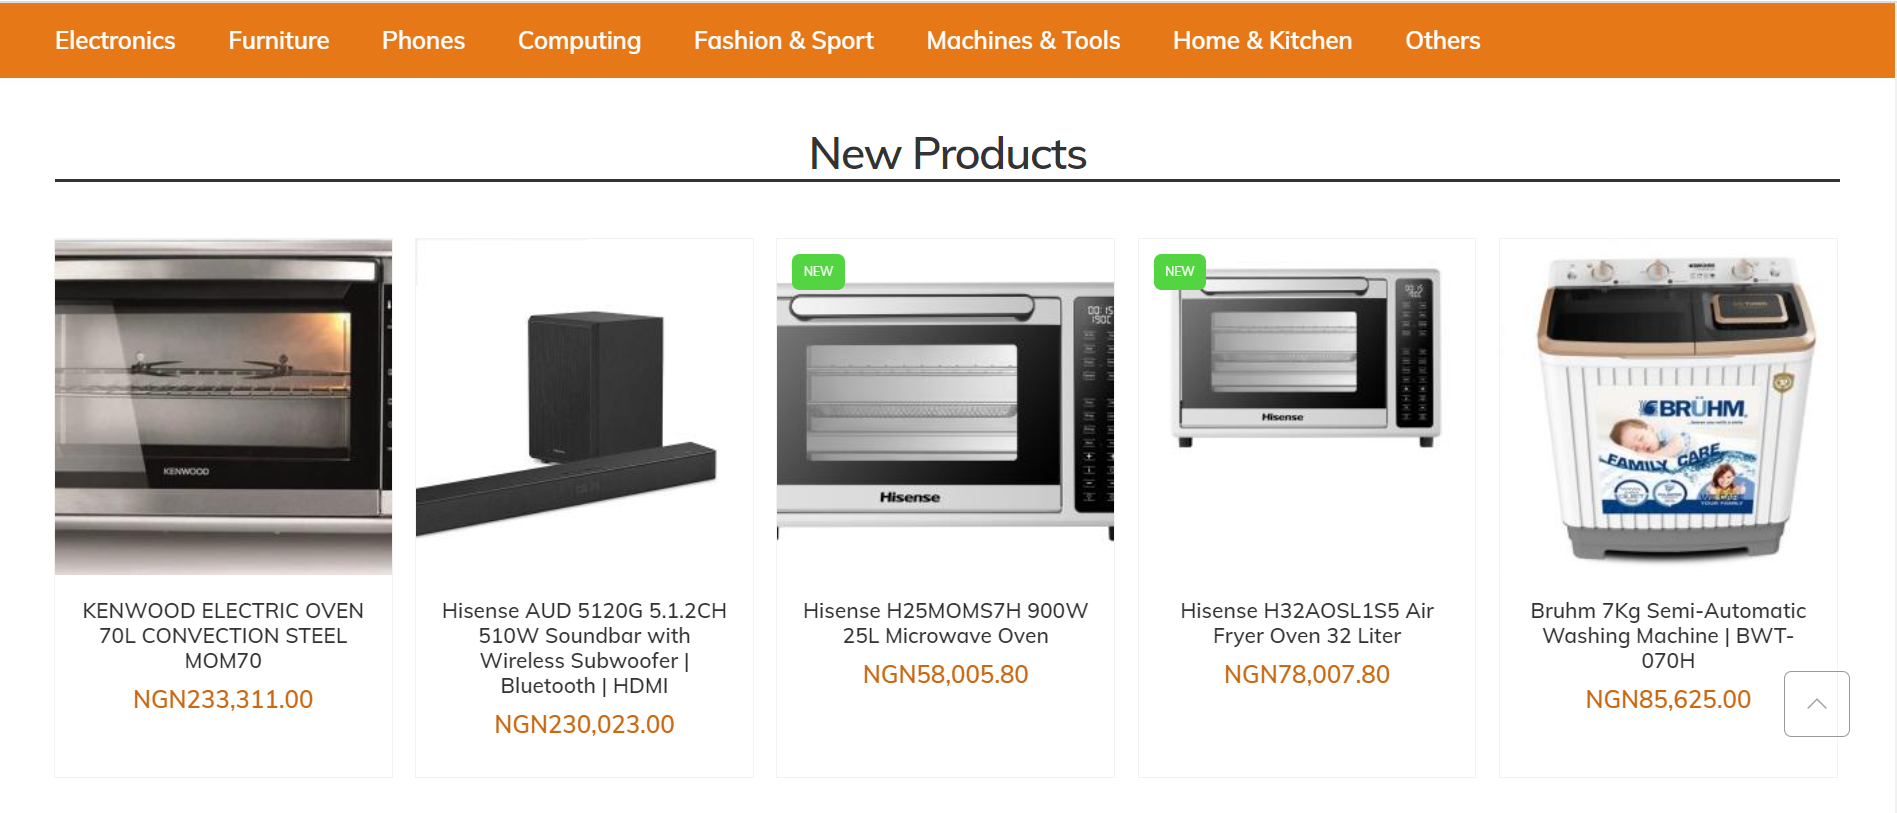 Electronics Furniture Phones Computing Fashion & Sport Machines & Tools Home & Kitchen Others
New Products
KENWOOD
KENWOOD ELECTRIC OVEN
70L CONVECTION STEEL
MOM70
NGN233,311.00
Hisense AUD 5120G 5.1.2CH
510W Soundbar with
Wireless Subwoofer |
Bluetooth | HDMI
NGN230,023.00
NEW
Hisense
Hisense H25MOMS7H 900W
25L Microwave Oven
NGN58,005.80
NEW
Hisense
Hisense H32AOSL1S5 Air
Fryer Oven 32 Liter
NGN78,007.80
BRÜHM
FAMILY CARE
Bruhm 7Kg Semi-Automatic
Washing Machine | BWT-
070H
NGN85,625.00